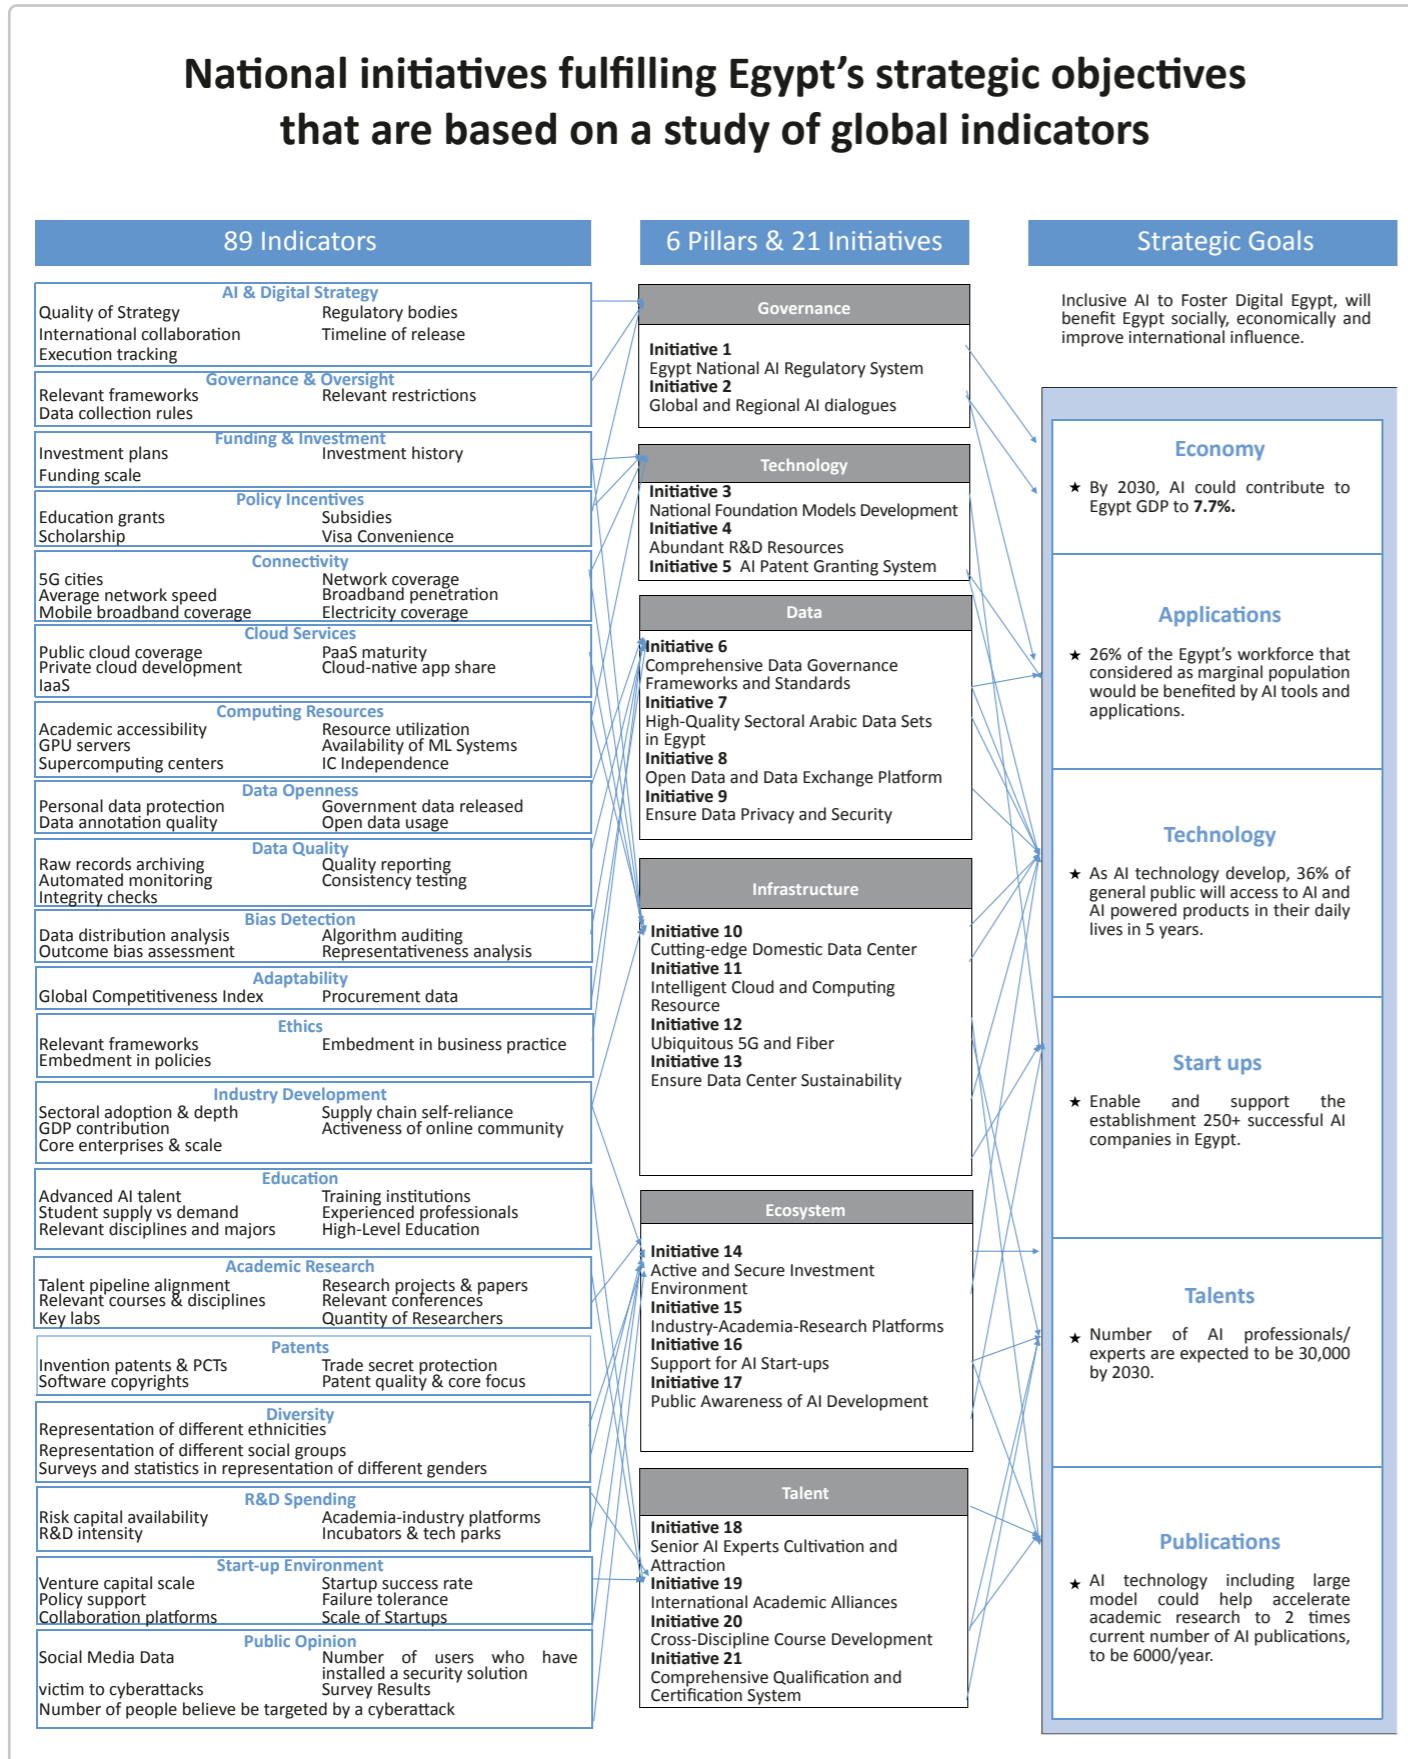 National initiatives fulfilling Egypt's strategic objectives
that are based on a study of global indicators
89 Indicators
AI & Digital Strategy
Quality of Strategy
Regulatory bodies
International collaboration
Timeline of release
Execution tracking
Governance & Oversight
Relevant frameworks
Relevant restrictions
Data collection rules
Funding & Investment
Investment plans
Investment history
Funding scale
Policy Incentives
Education grants
Subsidies
Scholarship
Visa Convenience
Connectivity
5G cities
Network coverage
Average network speed
Broadband penetration
Mobile broadband coverage
Electricity coverage
Cloud Services
Public cloud coverage
PaaS maturity
Private cloud development
Cloud-native app share
IaaS
Computing Resources
Academic accessibility
Resource utilization
GPU servers
Availability of ML Systems
Supercomputing centers
IC Independence
Data Openness
Personal data protection
Government data released
Data annotation quality
Open data usage
Data Quality
Raw records archiving
Quality reporting
Automated monitoring
Consistency testing
Integrity checks
Bias Detection
Data distribution analysis
Algorithm auditing
Outcome bias assessment
Representativeness analysis
Adaptability
Global Competitiveness Index
Procurement data
Ethics
Relevant frameworks
Embedment in business practice
Embedment in policies
Industry Development
Sectoral adoption & depth
Supply chain self-reliance
GDP contribution
Activeness of online community
Core enterprises & scale
Education
Advanced AI talent
Training institutions
Student supply vs demand
Experienced professionals
Relevant disciplines and majors
High-Level Education
Academic Research
Talent pipeline alignment
Research projects & papers
Relevant courses & disciplines
Relevant conferences
Key labs
Quantity of Researchers
Patents
Invention patents & PCTs
Trade secret protection
Software copyrights
Patent quality & core focus
Diversity
Representation of different ethnicities
Representation of different social groups
Surveys and statistics in representation of different genders
R&D Spending
Risk capital availability
Academia-industry platforms
R&D intensity
Incubators & tech parks
Start-up Environment
Venture capital scale
Startup success rate
Policy support
Failure tolerance
Collaboration platforms
Scale of Startups
Public Opinion
Social Media Data
Number of users who have
installed a security solution
victim to cyberattacks
Survey Results
Number of people believe be targeted by a cyberattack
6 Pillars & 21 Initiatives
Governance
Initiative 1
Egypt National AI Regulatory System
Initiative 2
Global and Regional AI dialogues
Technology
Initiative 3
National Foundation Models Development
Initiative 4
Abundant R&D Resources
Initiative 5 AI Patent Granting System
Data
Initiative 6
Comprehensive Data Governance
Frameworks and Standards
Initiative 7
High-Quality Sectoral Arabic Data Sets
in Egypt
Initiative 8
Open Data and Data Exchange Platform
Initiative 9
Ensure Data Privacy and Security
Infrastructure
Initiative 10
Cutting-edge Domestic Data Center
Initiative 11
Intelligent Cloud and Computing
Resource
Initiative 12
Ubiquitous 5G and Fiber
Initiative 13
Ensure Data Center Sustainability
Ecosystem
Initiative 14
Active and Secure Investment
Environment
Initiative 15
Industry-Academia-Research Platforms
Initiative 16
Support for AI Start-ups
Initiative 17
Public Awareness of AI Development
Talent
Initiative 18
Senior AI Experts Cultivation and
Attraction
Initiative 19
International Academic Alliances
Initiative 20
Cross-Discipline Course Development
Initiative 21
Comprehensive Qualification and
Certification System
Strategic Goals
Inclusive AI to Foster Digital Egypt, will
benefit Egypt socially, economically and
improve international influence.
Economy
★ By 2030, AI could contribute to
Egypt GDP to 7.7%.
Applications
★ 26% of the Egypt's workforce that
considered as marginal population
would be benefited by AI tools and
applications.
Technology
★ As AI technology develop, 36% of
general public will access to AI and
AI powered products in their daily
lives in 5 years.
Start ups
★ Enable and support the
establishment 250+ successful AI
companies in Egypt.
Talents
★ Number of AI professionals/
experts are expected to be 30,000
by 2030.
Publications
★ AI technology including large
model could help accelerate
academic research to 2 times
current number of AI publications,
to be 6000/year.